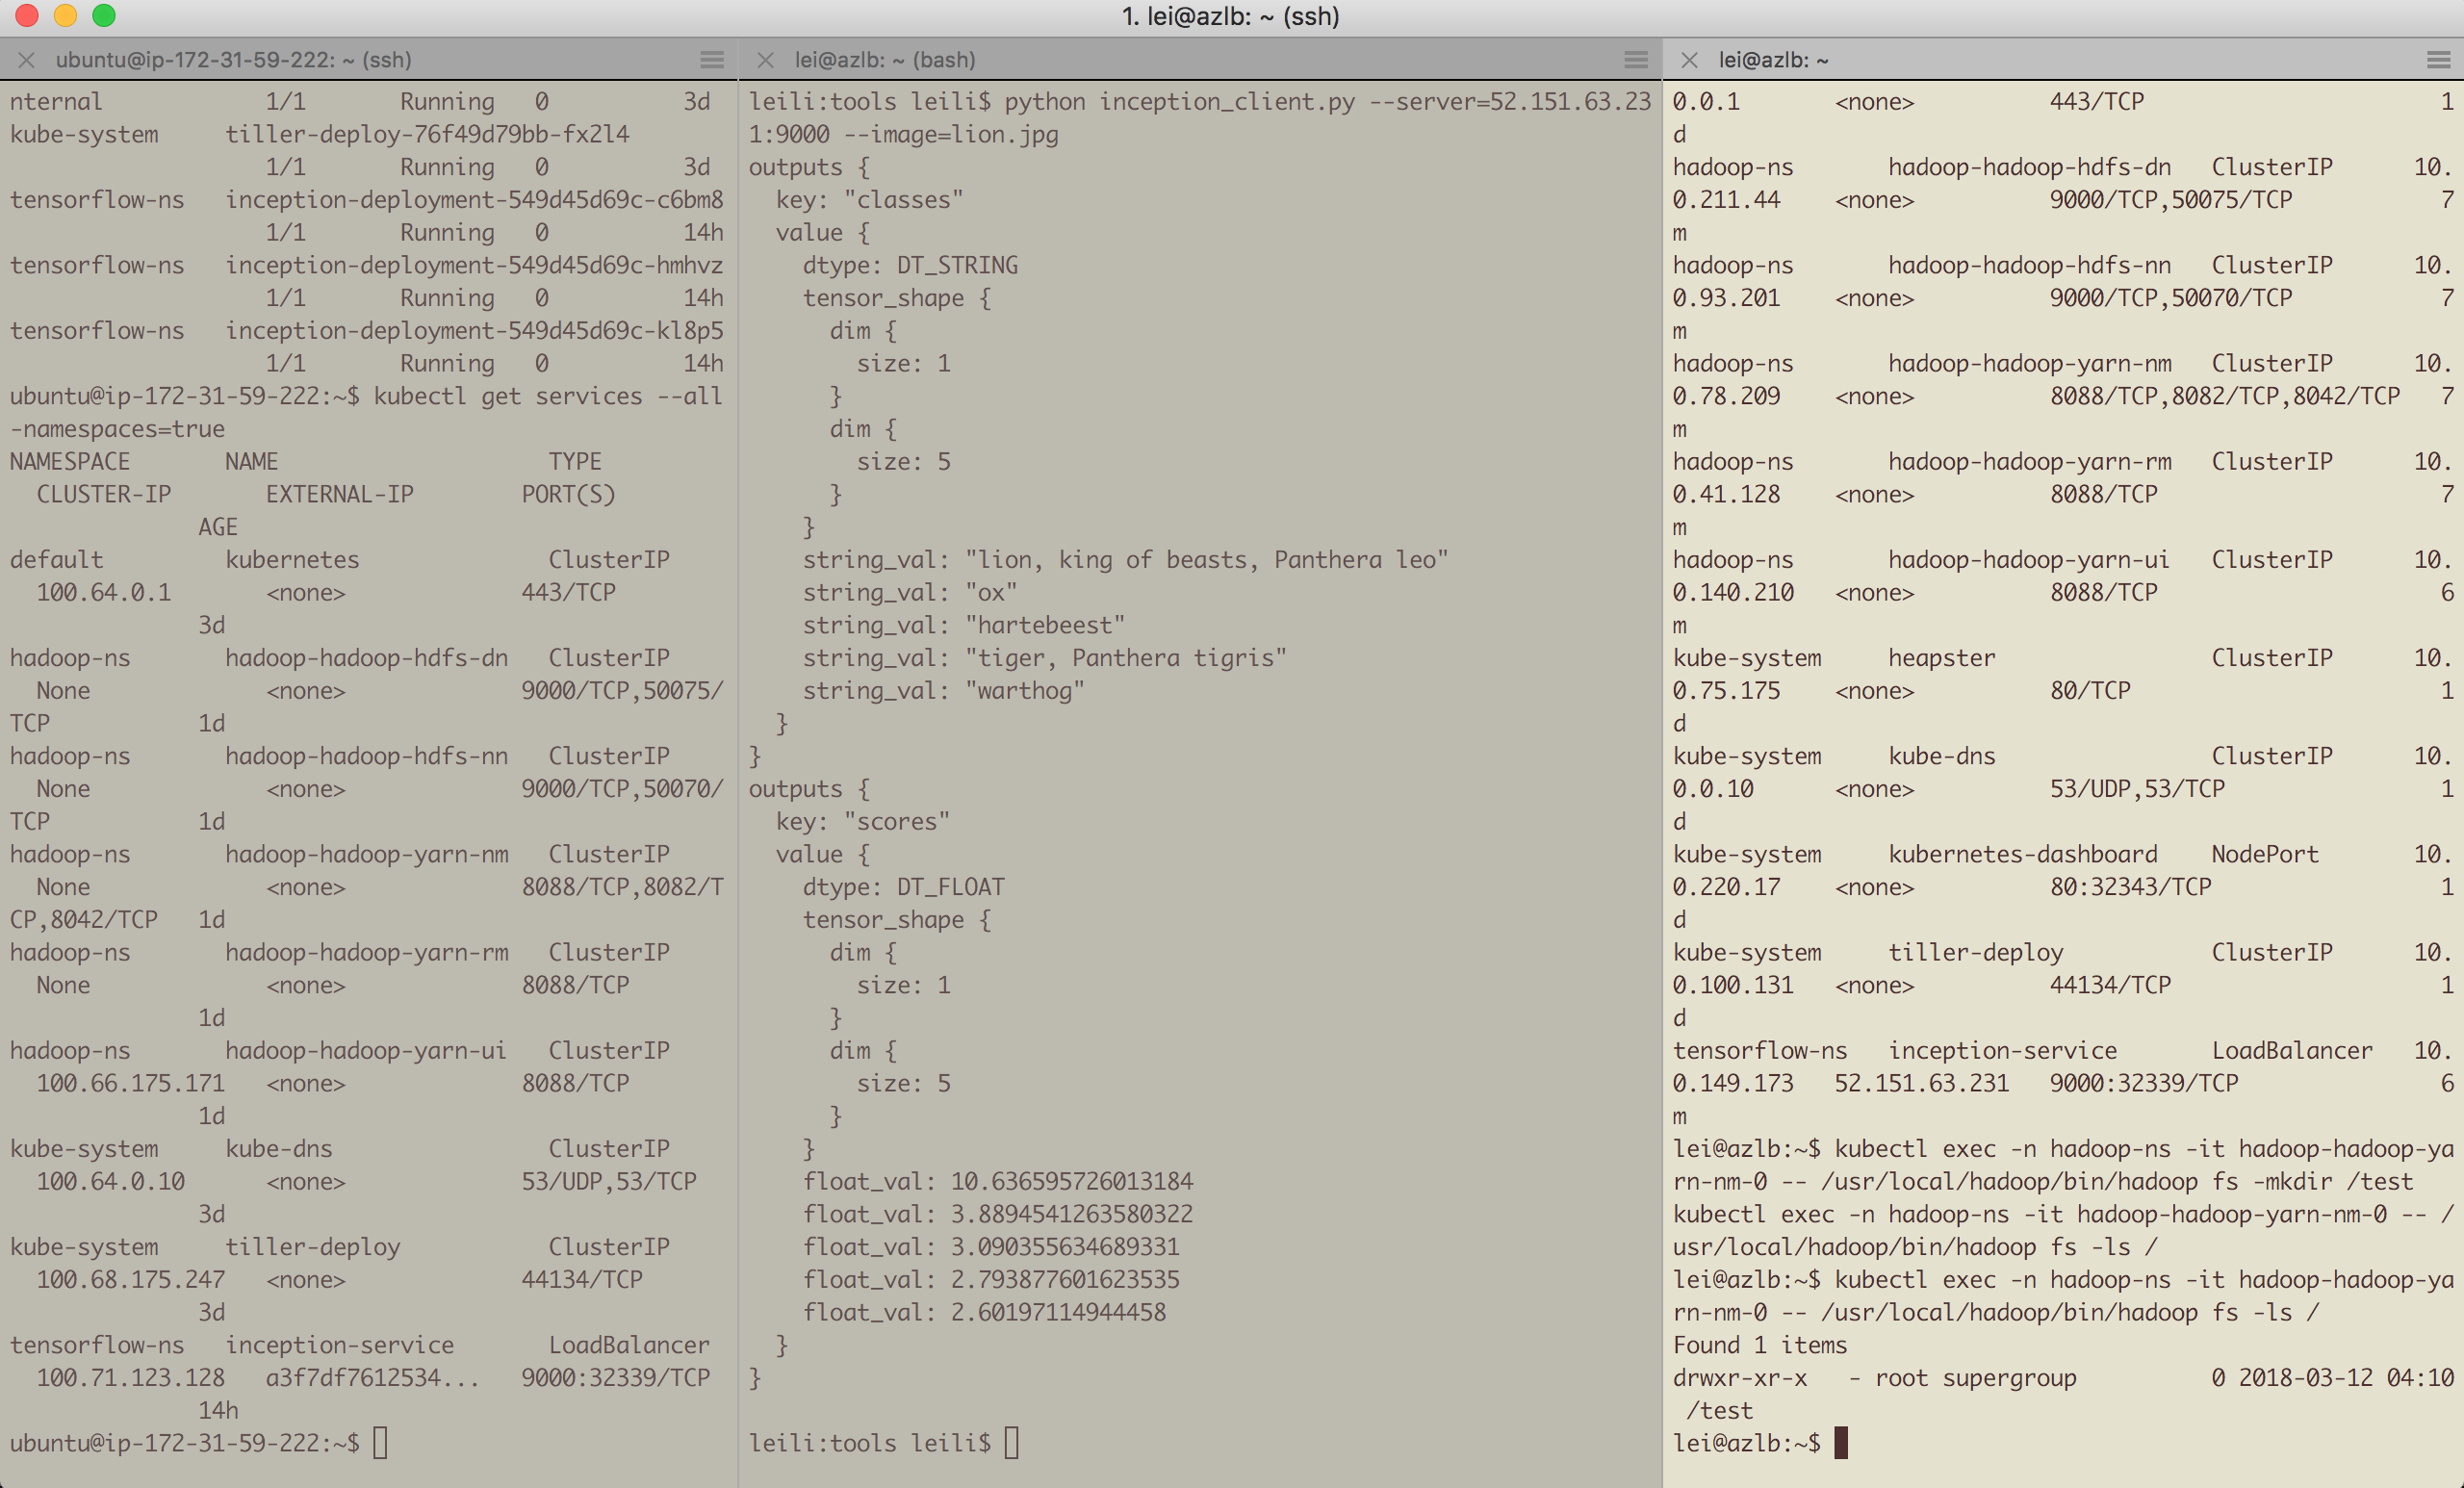 1. lei@azlb: ~ (ssh)
ubuntu@ip-172-31-59-222: ~ (ssh)
nternal            1/1       Running   0          3d
kube-system     tiller-deploy-76f49d79bb-fx2l4
                   1/1       Running   0          3d
tensorflow-ns   inception-deployment-549d45d69c-c6bm8
                   1/1       Running   0          14h
tensorflow-ns   inception-deployment-549d45d69c-hmhvz
                   1/1       Running   0          14h
tensorflow-ns   inception-deployment-549d45d69c-kl8p5
                   1/1       Running   0          14h
ubuntu@ip-172-31-59-222:~$ kubectl get services --all
-namespaces=true
NAMESPACE       NAME                    TYPE
  CLUSTER-IP       EXTERNAL-IP        PORT(S)
              AGE
default         kubernetes              ClusterIP
  100.64.0.1       <none>             443/TCP
              3d
hadoop-ns       hadoop-hadoop-hdfs-dn   ClusterIP
  None             <none>             9000/TCP,50075/
TCP           1d
hadoop-ns       hadoop-hadoop-hdfs-nn   ClusterIP
  None             <none>             9000/TCP,50070/
TCP           1d
hadoop-ns       hadoop-hadoop-yarn-nm   ClusterIP
  None             <none>             8088/TCP,8082/T
CP,8042/TCP   1d
hadoop-ns       hadoop-hadoop-yarn-rm   ClusterIP
  None             <none>             8088/TCP
              1d
hadoop-ns       hadoop-hadoop-yarn-ui   ClusterIP
  100.66.175.171   <none>             8088/TCP
              1d
kube-system     kube-dns                ClusterIP
  100.64.0.10      <none>             53/UDP,53/TCP
              3d
kube-system     tiller-deploy           ClusterIP
  100.68.175.247   <none>             44134/TCP
              3d
tensorflow-ns   inception-service       LoadBalancer
  100.71.123.128   a3f7df7612534...   9000:32339/TCP
              14h
ubuntu@ip-172-31-59-222:~$
lei@azlb: ~ (bash)
leili:tools leili$ python inception_client.py --server=52.151.63.23
1:9000 --image=lion.jpg
outputs {
  key: "classes"
  value {
    dtype: DT_STRING
    tensor_shape {
      dim {
        size: 1
      }
      dim {
        size: 5
      }
    }
    string_val: "lion, king of beasts, Panthera leo"
    string_val: "ox"
    string_val: "hartebeest"
    string_val: "tiger, Panthera tigris"
    string_val: "warthog"
  }
}
outputs {
  key: "scores"
  value {
    dtype: DT_FLOAT
    tensor_shape {
      dim {
        size: 1
      }
      dim {
        size: 5
      }
    }
    float_val: 10.636595726013184
    float_val: 3.8894541263580322
    float_val: 3.090355634689331
    float_val: 2.793877601623535
    float_val: 2.60197114944458
  }
}
leili:tools leili$
lei@azlb: ~
0.0.1       <none>          443/TCP                      1
d
hadoop-ns       hadoop-hadoop-hdfs-dn   ClusterIP      10.
0.211.44    <none>          9000/TCP,50075/TCP           7
m
hadoop-ns       hadoop-hadoop-hdfs-nn   ClusterIP      10.
0.93.201    <none>          9000/TCP,50070/TCP           7
m
hadoop-ns       hadoop-hadoop-yarn-nm   ClusterIP      10.
0.78.209    <none>          8088/TCP,8082/TCP,8042/TCP   7
m
hadoop-ns       hadoop-hadoop-yarn-rm   ClusterIP      10.
0.41.128    <none>          8088/TCP                     7
m
hadoop-ns       hadoop-hadoop-yarn-ui   ClusterIP      10.
0.140.210   <none>          8088/TCP                     6
m
kube-system     heapster                ClusterIP      10.
0.75.175    <none>          80/TCP                       1
d
kube-system     kube-dns                ClusterIP      10.
0.0.10      <none>          53/UDP,53/TCP                1
d
kube-system     kubernetes-dashboard    NodePort       10.
0.220.17    <none>          80:32343/TCP                 1
d
kube-system     tiller-deploy           ClusterIP      10.
0.100.131   <none>          44134/TCP                    1
d
tensorflow-ns   inception-service       LoadBalancer   10.
0.149.173   52.151.63.231   9000:32339/TCP               6
m
lei@azlb:~$ kubectl exec -n hadoop-ns -it hadoop-hadoop-ya
rn-nm-0 -- /usr/local/hadoop/bin/hadoop fs -mkdir /test
kubectl exec -n hadoop-ns -it hadoop-hadoop-yarn-nm-0 -- /
usr/local/hadoop/bin/hadoop fs -ls /
lei@azlb:~$ kubectl exec -n hadoop-ns -it hadoop-hadoop-ya
rn-nm-0 -- /usr/local/hadoop/bin/hadoop fs -ls /
Found 1 items
drwxr-xr-x   - root supergroup          0 2018-03-12 04:10
 /test
lei@azlb:~$